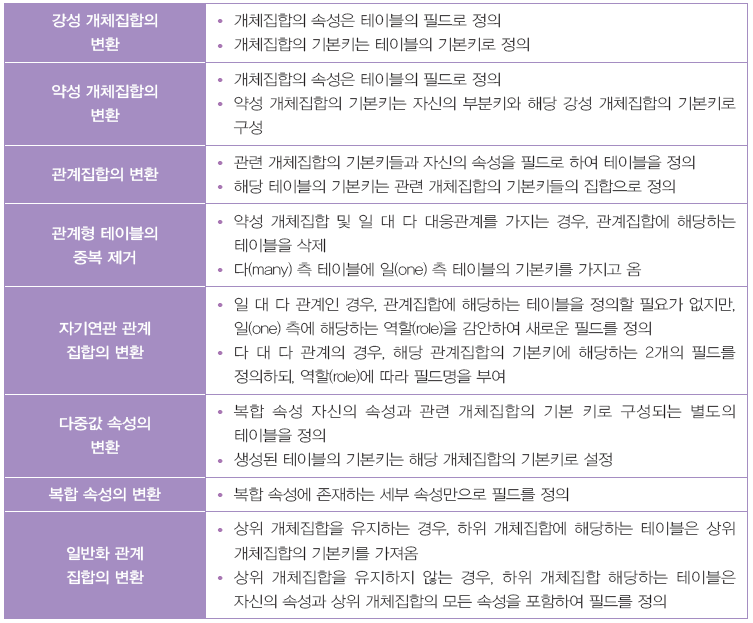 강성 개체집합의
변환
• 개체집합의 속성은 테이블의 필드로 정의
• 개체집합의 기본키는 테이블의 기본키로 정의
약성 개체집합의
변환
• 개체집합의 속성은 테이블의 필드로 정의
• 약성 개체집합의 기본키는 자신의 부분키와 해당 강성 개체집합의 기본키로
구성
관계집합의 변환
• 관련 개체집합의 기본키들과 자신의 속성을 필드로 하여 테이블을 정의
• 해당 테이블의 기본키는 관련 개체집합의 기본키들의 집합으로 정의
관계형 테이블의
중복 제거
• 약성 개체집합 및 일 대 다 대응관계를 가지는 경우, 관계집합에 해당하는
테이블을 삭제
• 다(many) 측 테이블에 일(one) 측 테이블의 기본키를 가지고 옴
자기연관 관계
집합의 변환
• 일 대 다 관계인 경우, 관계집합에 해당하는 테이블을 정의할 필요가 없지만,
일(one) 측에 해당하는 역할(role)을 감안하여 새로운 필드를 정의
• 다 대 다 관계의 경우, 해당 관계집합의 기본키에 해당하는 2개의 필드를
정의하되, 역할(role)에 따라 필드명을 부여
다중값 속성의
변환
• 복합 속성 자신의 속성과 관련 개체집합의 기본 키로 구성되는 별도의
테이블을 정의
• 생성된 테이블의 기본키는 해당 개체집합의 기본키로 설정
복합 속성의 변환
• 복합 속성에 존재하는 세부 속성만으로 필드를 정의
일반화 관계
집합의 변환
• 상위 개체집합을 유지하는 경우, 하위 개체집합에 해당하는 테이블은 상위
개체집합의 기본키를 가져옴
• 상위 개체집합을 유지하지 않는 경우, 하위 개체집합 해당하는 테이블은
자신의 속성과 상위 개체집합의 모든 속성을 포함하여 필드를 정의